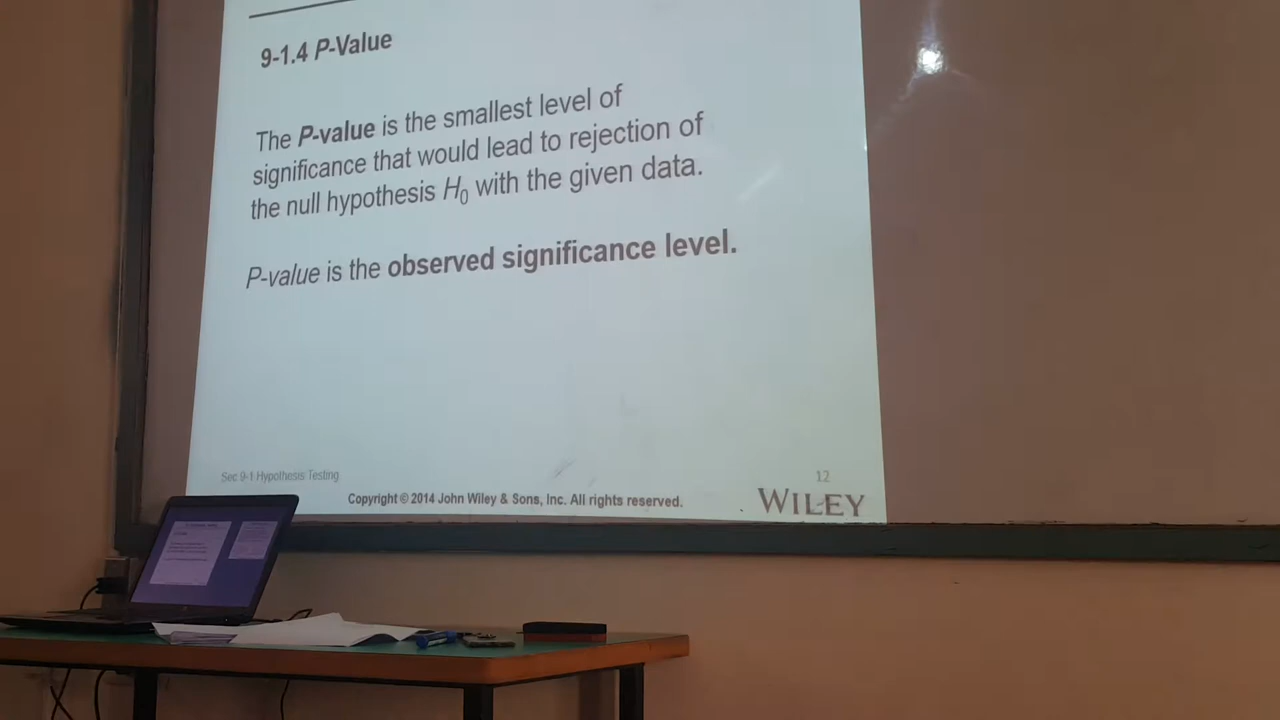 9-1.4 P-Value
The P-value is the smallest level of
significance that would lead to rejection of
the null hypothesis H₀ with the given data.
P-value is the observed significance level.
Sec 9-1 Hypothesis Testing
12
Copyright © 2014 John Wiley & Sons, Inc. All rights reserved.
WILEY